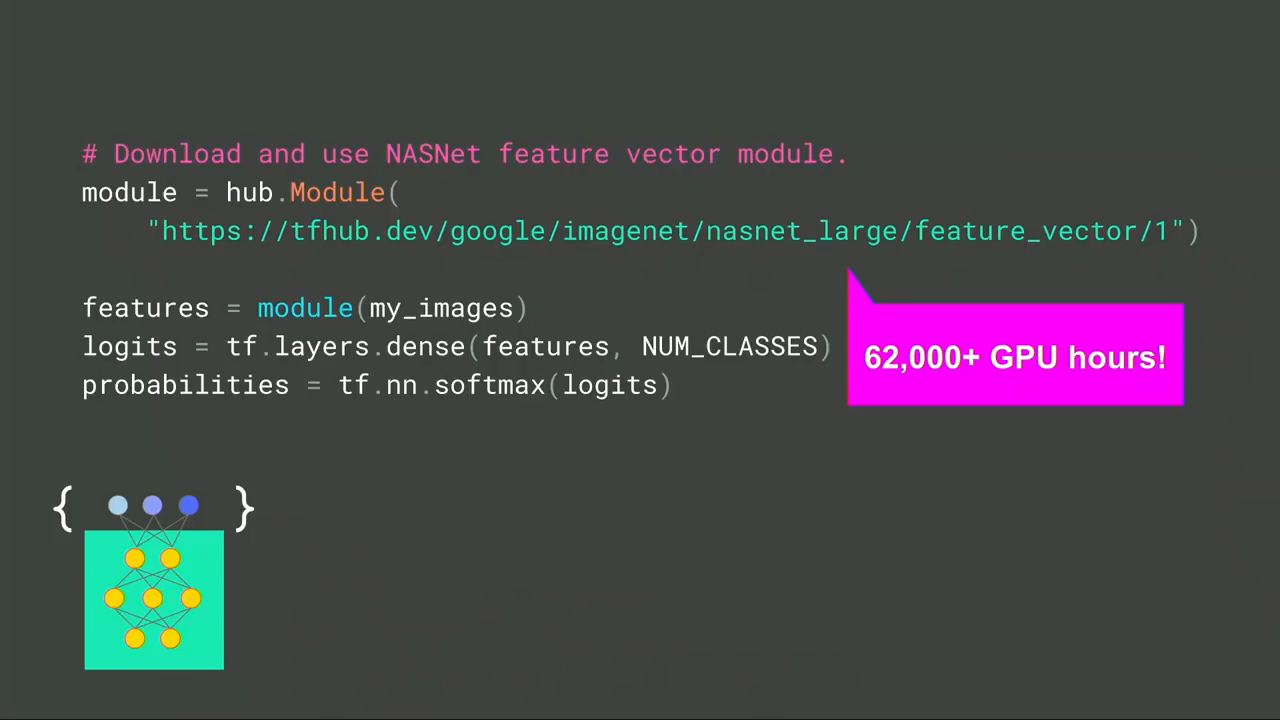 # Download and use NASNet feature vector module.
module = hub.Module(
"https://tfhub.dev/google/imagenet/nasnet_large/feature_vector/1")
features = module(my_images)
logits = tf.layers.dense(features, NUM_CLASSES)
probabilities = tf.nn.softmax(logits)
62,000+ GPU hours!
{ }